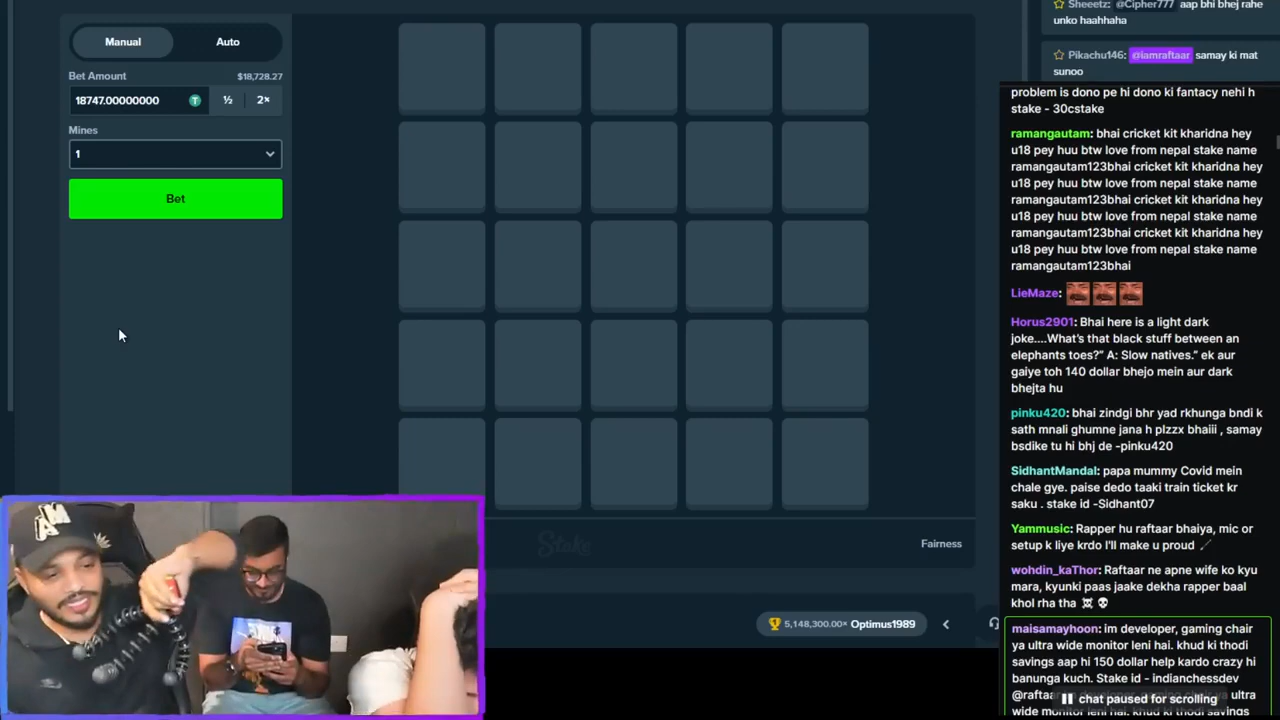 Manual
Auto
Bet Amount
$18,728.27
18747.00000000
½
2×
Mines
1
Bet
Stake
Fairness
5,148,300.00× Optimus1989
Sheeetz: @Cipher777 aap bhi bhej rahe
unko haahhaha
Pikachu146: @iamraftaar samay ki mat
sunoo
problem is dono pe hi dono ki fantacy nehi h
stake - 30cstake
ramangautam: bhai cricket kit kharidna hey
u18 pey huu btw love from nepal stake name
ramangautam123bhai cricket kit kharidna hey
u18 pey huu btw love from nepal stake name
ramangautam123bhai cricket kit kharidna hey
u18 pey huu btw love from nepal stake name
ramangautam123bhai cricket kit kharidna hey
u18 pey huu btw love from nepal stake name
ramangautam123bhai
LieMaze:
Horus2901: Bhai here is a light dark
joke....What's that black stuff between an
elephants toes?” A: Slow natives.” ek aur
gaiye toh 140 dollar bhejo mein aur dark
bhejta hu
pinku420: bhai zindgi bhr yad rkhunga bndi k
sath mnali ghumne jana h plzzx bhaiii , samay
bsdike tu hi bhj de -pinku420
SidhantMandal: papa mummy Covid mein
chale gye. paise dedo taaki train ticket kr
saku . stake id -Sidhant07
Yammusic: Rapper hu raftaar bhaiya, mic or
setup k liye krdo I'll make u proud
wohdin_kaThor: Raftaar ne apne wife ko kyu
mara, kyunki paas jaake dekha rapper baal
khol rha tha
maisamayhoon: im developer, gaming chair
ya ultra wide monitor leni hai. khud ki thodi
savings aap hi 150 dollar help kardo crazy hi
banunga kuch. Stake id - indianchessdev
ultra
chat paused for scrolling